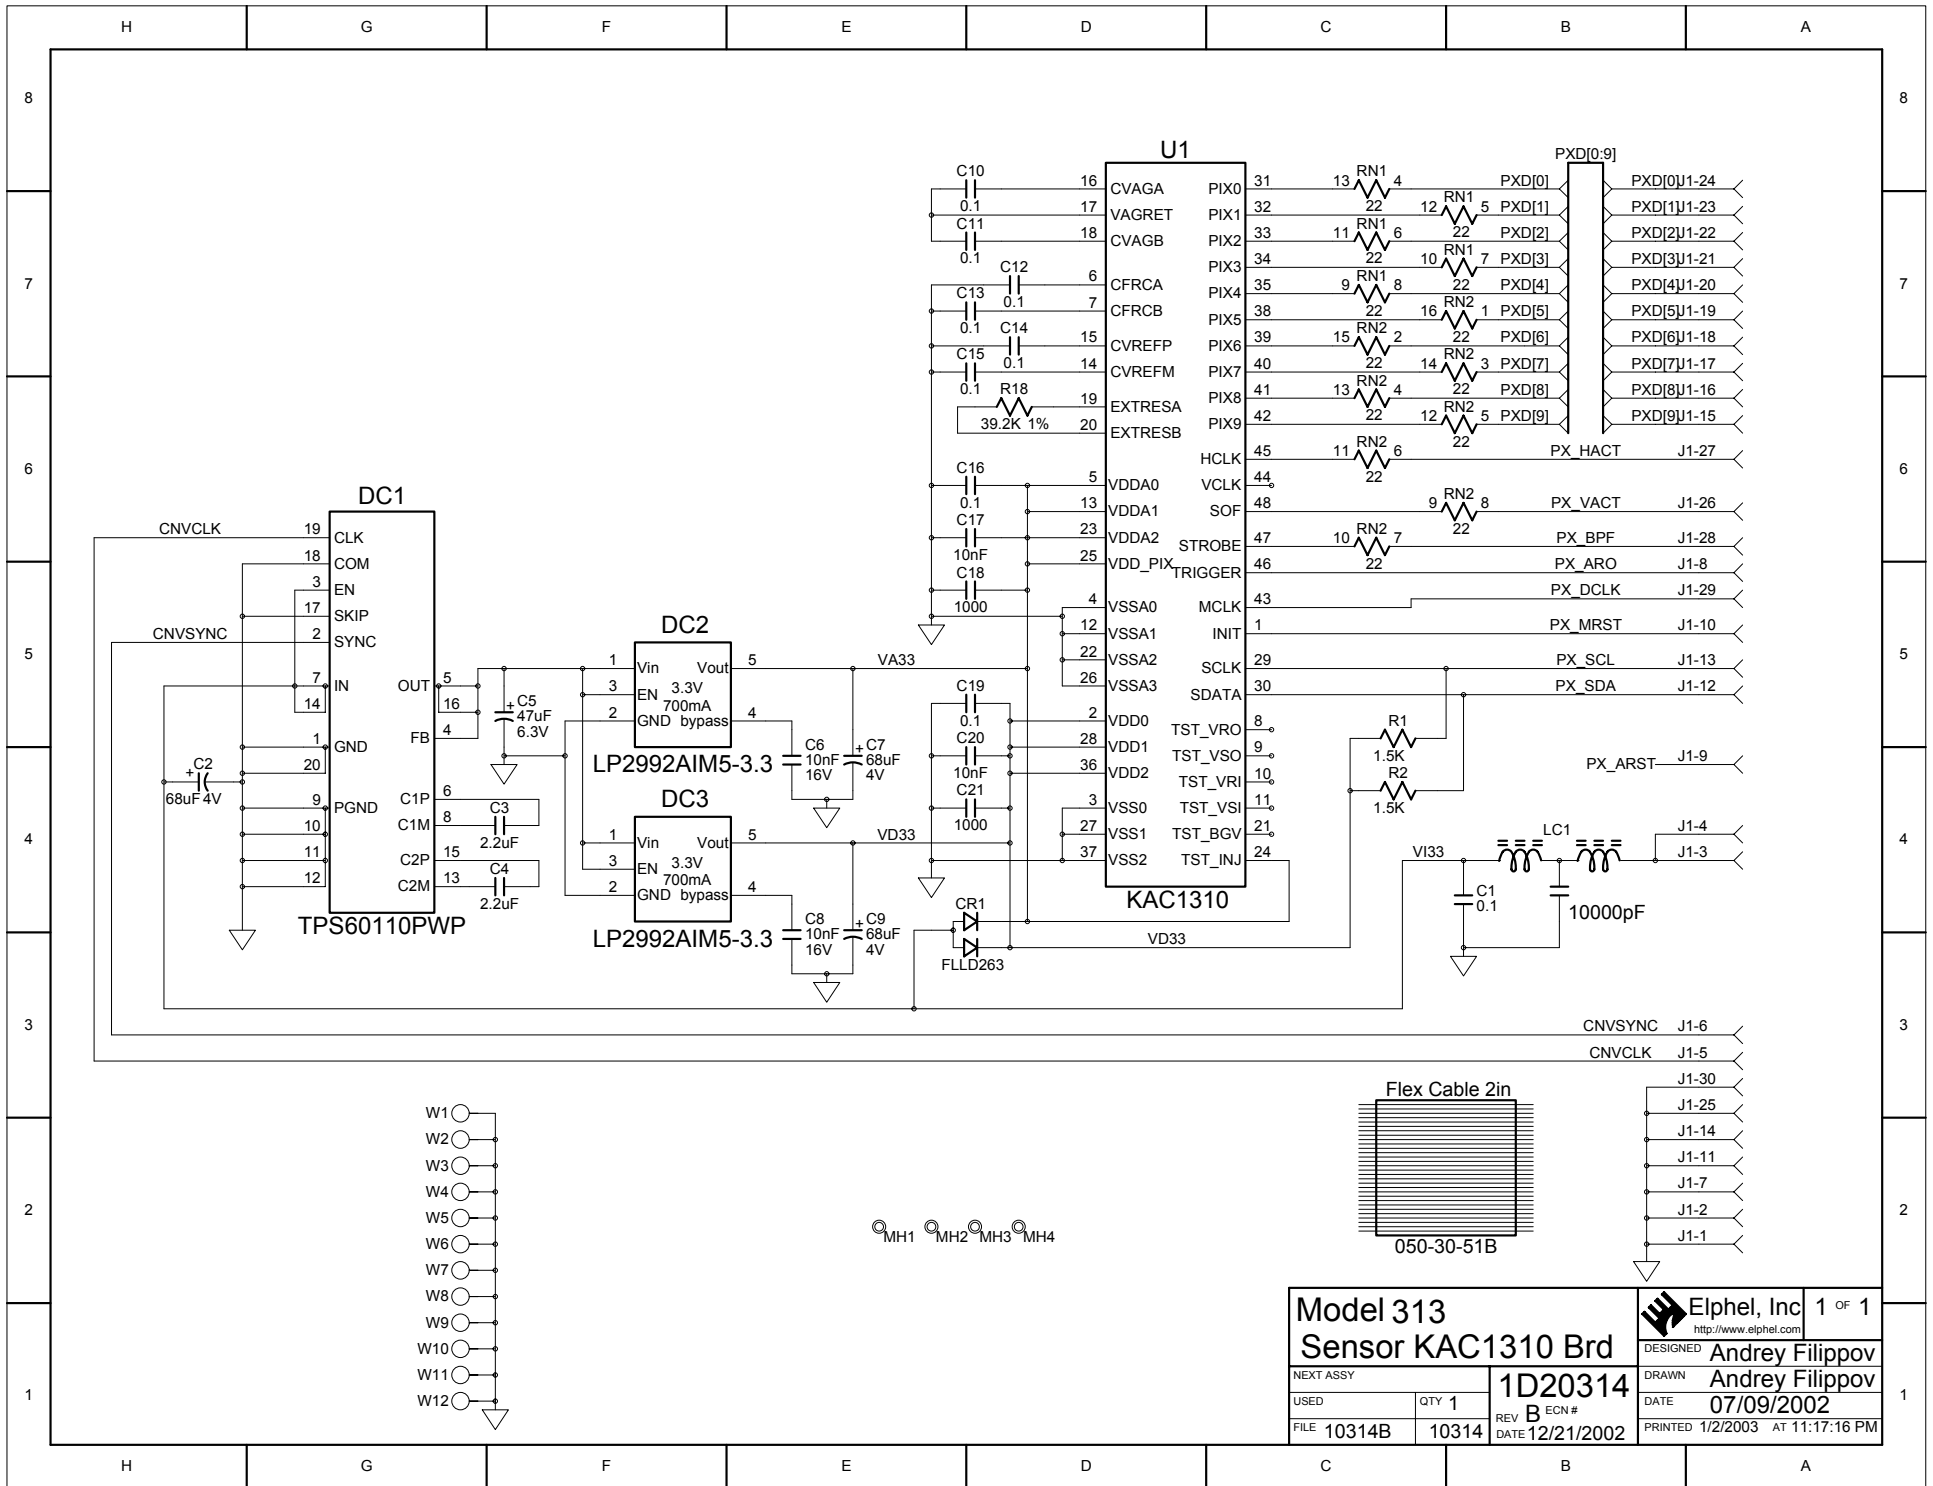 H G F E D C B A
8 8
7 7
6 6
5 5
4 4
3 3
2 2
1 1
H G F E D C B A
U1
KAC1310
C10
0.1
C11
0.1
C12
0.1
C13
0.1
C14
0.1
C15
0.1
R18
39.2K 1%
C16
0.1
C17
10nF
C18
1000
C19
0.1
C20
10nF
C21
1000
CR1
FLLD263
16 CVAGA
17 VAGRET
18 CVAGB
6 CFRCA
7 CFRCB
15 CVREFP
14 CVREFM
19 EXTRESA
20 EXTRESB
5 VDDA0
13 VDDA1
23 VDDA2
25 VDD_PIX
4 VSSA0
12 VSSA1
22 VSSA2
26 VSSA3
2 VDD0
28 VDD1
36 VDD2
3 VSS0
27 VSS1
37 VSS2
PXD[0:9]
PIX0 31 13 RN1 4 22 PXD[0] PXD[0]J1-24
PIX1 32 12 RN1 5 22 PXD[1] PXD[1]J1-23
PIX2 33 11 RN1 6 22 PXD[2] PXD[2]J1-22
PIX3 34 10 RN1 7 22 PXD[3] PXD[3]J1-21
PIX4 35 9 RN1 8 22 PXD[4] PXD[4]J1-20
PIX5 38 16 RN2 1 22 PXD[5] PXD[5]J1-19
PIX6 39 15 RN2 2 22 PXD[6] PXD[6]J1-18
PIX7 40 14 RN2 3 22 PXD[7] PXD[7]J1-17
PIX8 41 13 RN2 4 22 PXD[8] PXD[8]J1-16
PIX9 42 12 RN2 5 22 PXD[9] PXD[9]J1-15
HCLK 45 11 RN2 6 22 PX_HACT J1-27
VCLK 44
SOF 48 9 RN2 8 22 PX_VACT J1-26
STROBE 47 10 RN2 7 22 PX_BPF J1-28
TRIGGER 46 PX_ARO J1-8
MCLK 43 PX_DCLK J1-29
INIT 1 PX_MRST J1-10
SCLK 29 PX_SCL J1-13
SDATA 30 PX_SDA J1-12
TST_VRO 8
TST_VSO 9
TST_VRI 10
TST_VSI 11
TST_BGV 21
TST_INJ 24
R1
1.5K
R2
1.5K
PX_ARST J1-9
LC1
J1-4
J1-3
VI33
C1
0.1
10000pF
VD33
DC1
TPS60110PWP
CNVCLK 19 CLK
18 COM
3 EN
17 SKIP
CNVSYNC 2 SYNC
7 IN
14
1 GND
20
9 PGND
10
11
12
OUT 5
16
FB 4
C1P 6
C1M 8
C2P 15
C2M 13
C2
68uF 4V
C3
2.2uF
C4
2.2uF
C5
47uF
6.3V
DC2
1 Vin Vout 5 VA33
3 EN 3.3V
700mA
2 GND bypass 4
LP2992AIM5-3.3
C6
10nF
16V
C7
68uF
4V
DC3
1 Vin Vout 5 VD33
3 EN 3.3V
700mA
2 GND bypass 4
LP2992AIM5-3.3
C8
10nF
16V
C9
68uF
4V
CNVSYNC J1-6
CNVCLK J1-5
J1-30
J1-25
J1-14
J1-11
J1-7
J1-2
J1-1
Flex Cable 2in
050-30-51B
W1
W2
W3
W4
W5
W6
W7
W8
W9
W10
W11
W12
MH1 MH2 MH3 MH4
Model 313
Sensor KAC1310 Brd
NEXT ASSY
USED
QTY 1
FILE 10314B
10314
1D20314
REV B ECN #
DATE 12/21/2002
Elphel, Inc
http://www.elphel.com
1 OF 1
DESIGNED Andrey Filippov
DRAWN Andrey Filippov
DATE 07/09/2002
PRINTED 1/2/2003 AT 11:17:16 PM